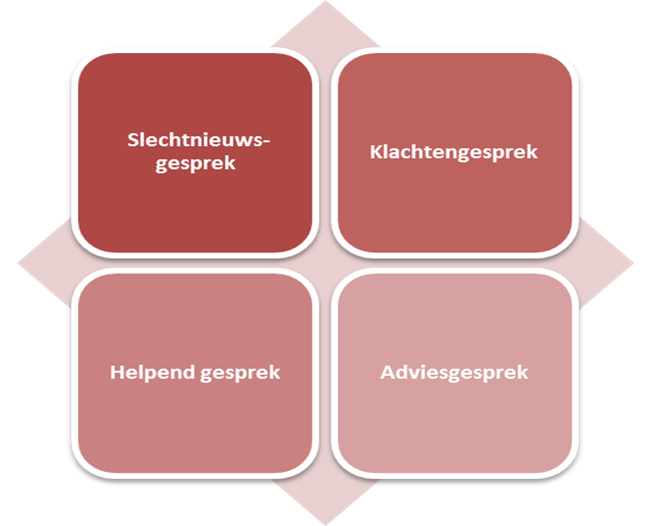 Slechtnieuws-
gesprek
Klachtengesprek
Helpend gesprek
Adviesgesprek